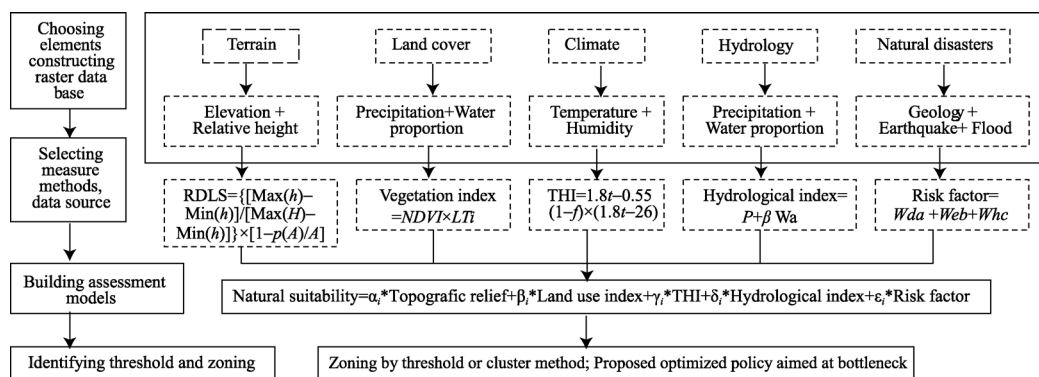 Choosing
elements
constructing
raster data
base
Selecting
measure
methods,
data source
Building assessment
models
Identifying threshold and zoning
Terrain
Land cover
Climate
Hydrology
Natural disasters
Elevation +
Relative height
Precipitation+Water
proportion
Temperature +
Humidity
Precipitation +
Water proportion
Geology +
Earthquake+ Flood
RDLS={[Max(h)–
Min(h)]/[Max(H)–
Min(h)]}×[1–p(A)/A]
Vegetation index
=NDVI×LTi
THI=1.8t–0.55
(1–f)×(1.8t–26)
Hydrological index=
P+β Wa
Risk factor=
Wda +Web+Whc
Natural suitability=αi*Topografic relief+βi*Land use index+γi*THI+δi*Hydrological index+εi*Risk factor
Zoning by threshold or cluster method; Proposed optimized policy aimed at bottleneck